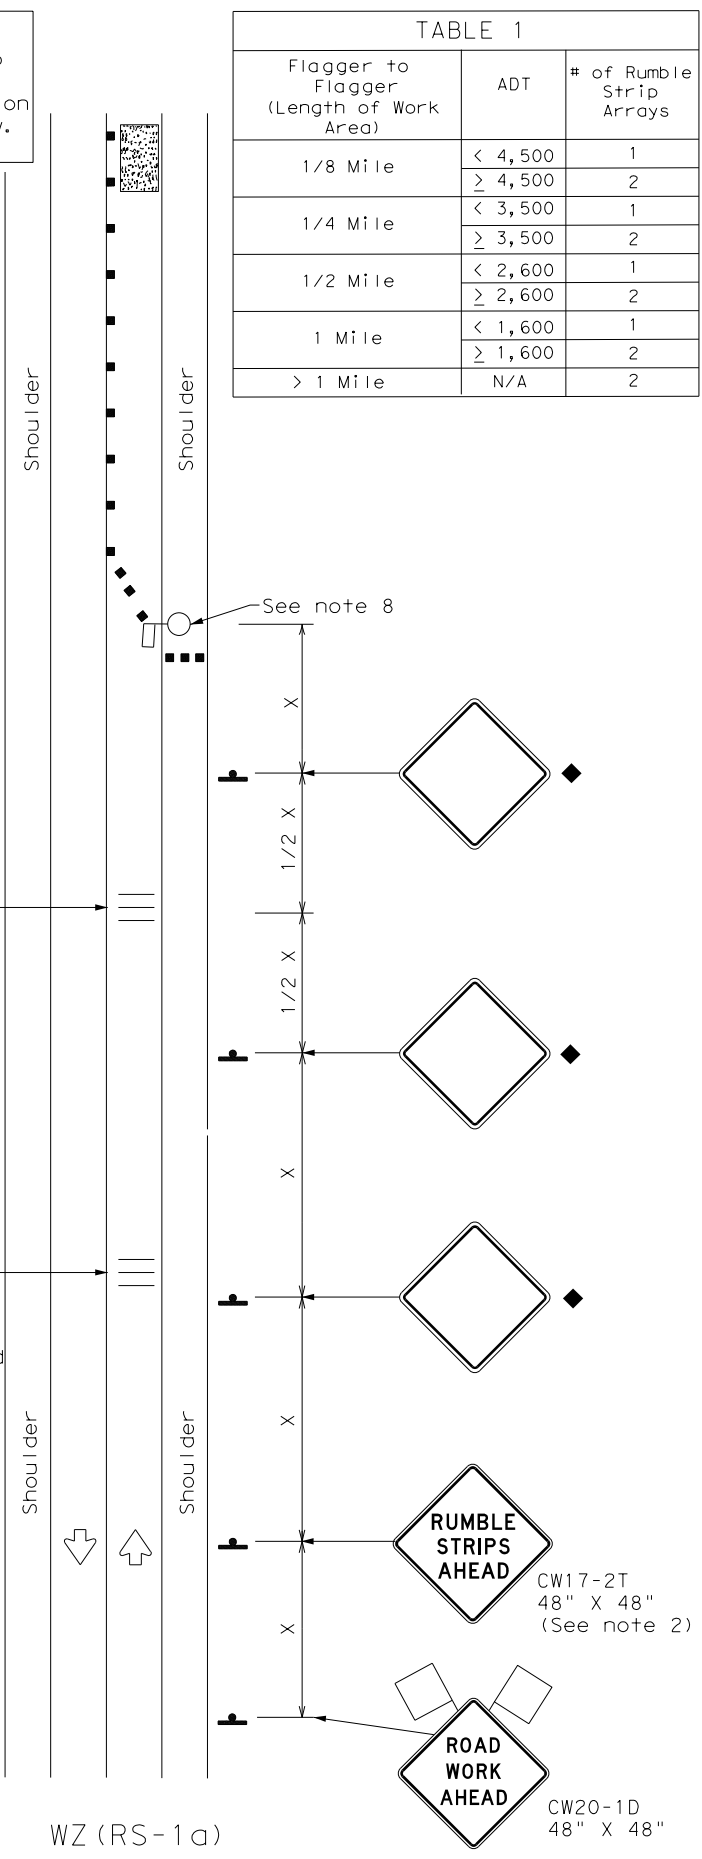 on
TABLE 1
Flagger to
Flagger
(Length of Work
Area)
ADT
# of Rumble
Strip
Arrays
1/8 Mile
< 4,500
1
≥ 4,500
2
1/4 Mile
< 3,500
1
≥ 3,500
2
1/2 Mile
< 2,600
1
≥ 2,600
2
1 Mile
< 1,600
1
≥ 1,600
2
> 1 Mile
N/A
2
Shoulder
Shoulder
See note 8
X
1/2 X
1/2 X
X
X
X
Shoulder
Shoulder
RUMBLE
STRIPS
AHEAD
CW17-2T
48" X 48"
(See note 2)
ROAD
WORK
AHEAD
CW20-1D
48" X 48"
WZ(RS-1a)